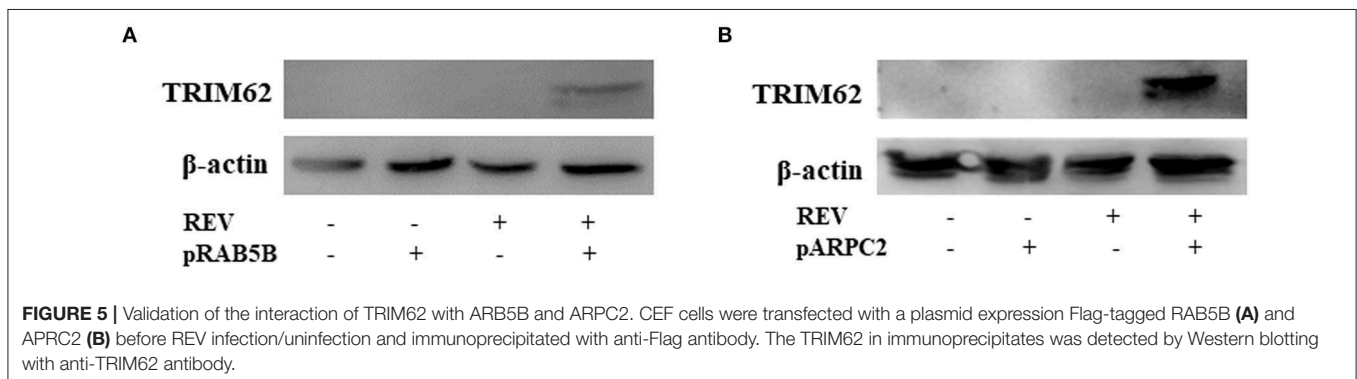 A
B
TRIM62
TRIM62
β-actin
β-actin
REV - - + +
REV - - + +
pRAB5B - + - +
pARPC2 - + - +
FIGURE 5 | Validation of the interaction of TRIM62 with ARB5B and ARPC2. CEF cells were transfected with a plasmid expression Flag-tagged RAB5B (A) and
APRC2 (B) before REV infection/uninfection and immunoprecipitated with anti-Flag antibody. The TRIM62 in immunoprecipitates was detected by Western blotting
with anti-TRIM62 antibody.